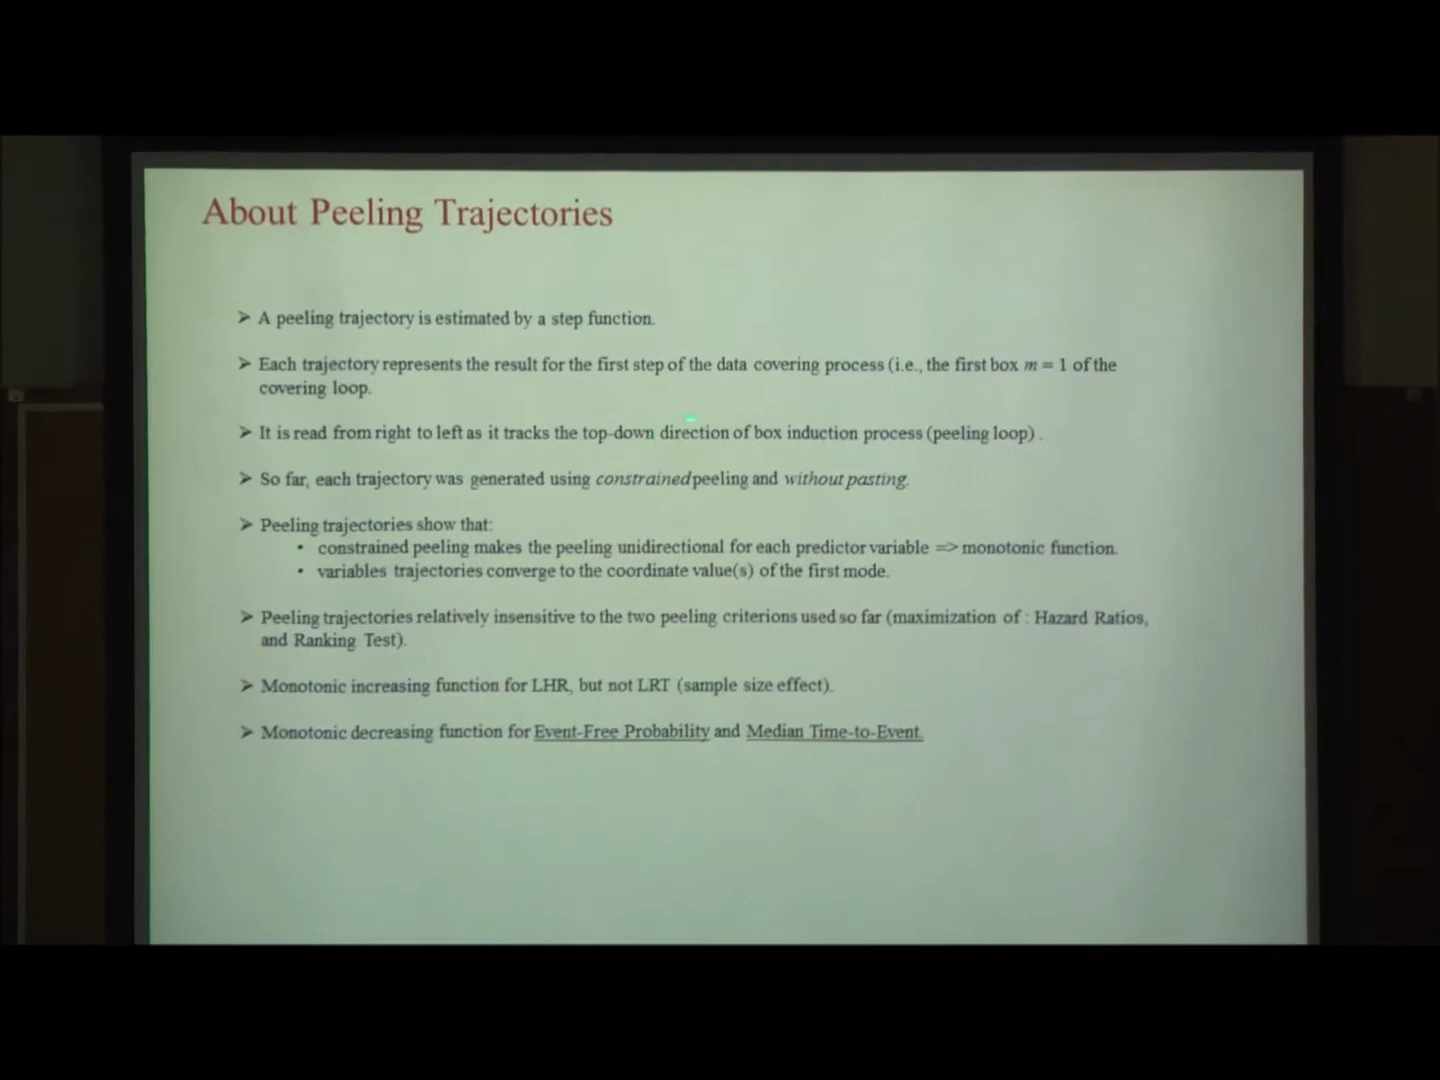 About Peeling Trajectories
➢ A peeling trajectory is estimated by a step function.
➢ Each trajectory represents the result for the first step of the data covering process (i.e., the first box m = 1 of the
covering loop.
➢ It is read from right to left as it tracks the top-down direction of box induction process (peeling loop) .
➢ So far, each trajectory was generated using constrained peeling and without pasting.
➢ Peeling trajectories show that:
• constrained peeling makes the peeling unidirectional for each predictor variable => monotonic function.
• variables trajectories converge to the coordinate value(s) of the first mode.
➢ Peeling trajectories relatively insensitive to the two peeling criterions used so far (maximization of : Hazard Ratios,
and Ranking Test).
➢ Monotonic increasing function for LHR, but not LRT (sample size effect).
➢ Monotonic decreasing function for Event-Free Probability and Median Time-to-Event.